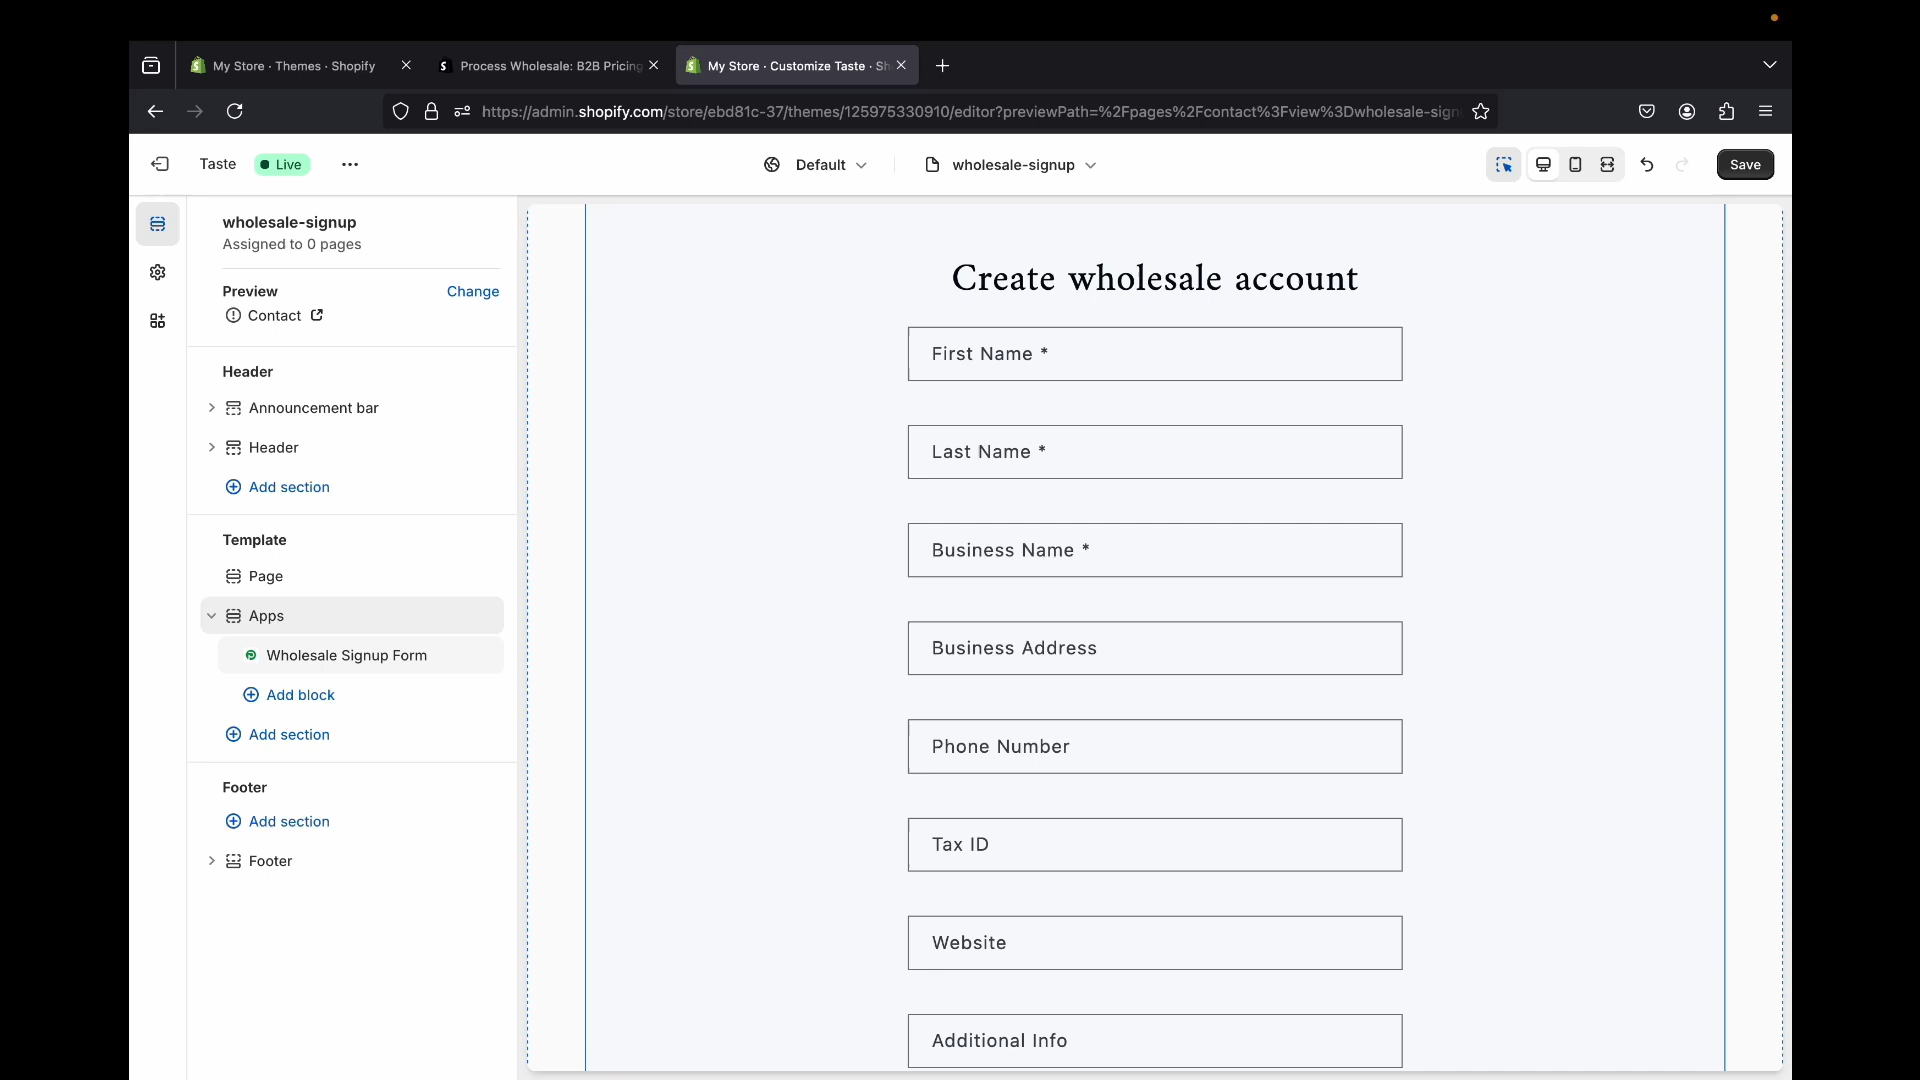 My Store · Themes · Shopify
Process Wholesale: B2B Pricing
My Store · Customize Taste · Sh
https://admin.shopify.com/store/ebd81c-37/themes/125975330910/editor?previewPath=%2Fpages%2Fcontact%3Fview%3Dwholesale-sign
Taste
Live
Default
wholesale-signup
Save
wholesale-signup
Assigned to 0 pages
Preview
Change
Contact
Header
Announcement bar
Header
Add section
Template
Page
Apps
Wholesale Signup Form
Add block
Add section
Footer
Add section
Footer
Create wholesale account
First Name *
Last Name *
Business Name *
Business Address
Phone Number
Tax ID
Website
Additional Info